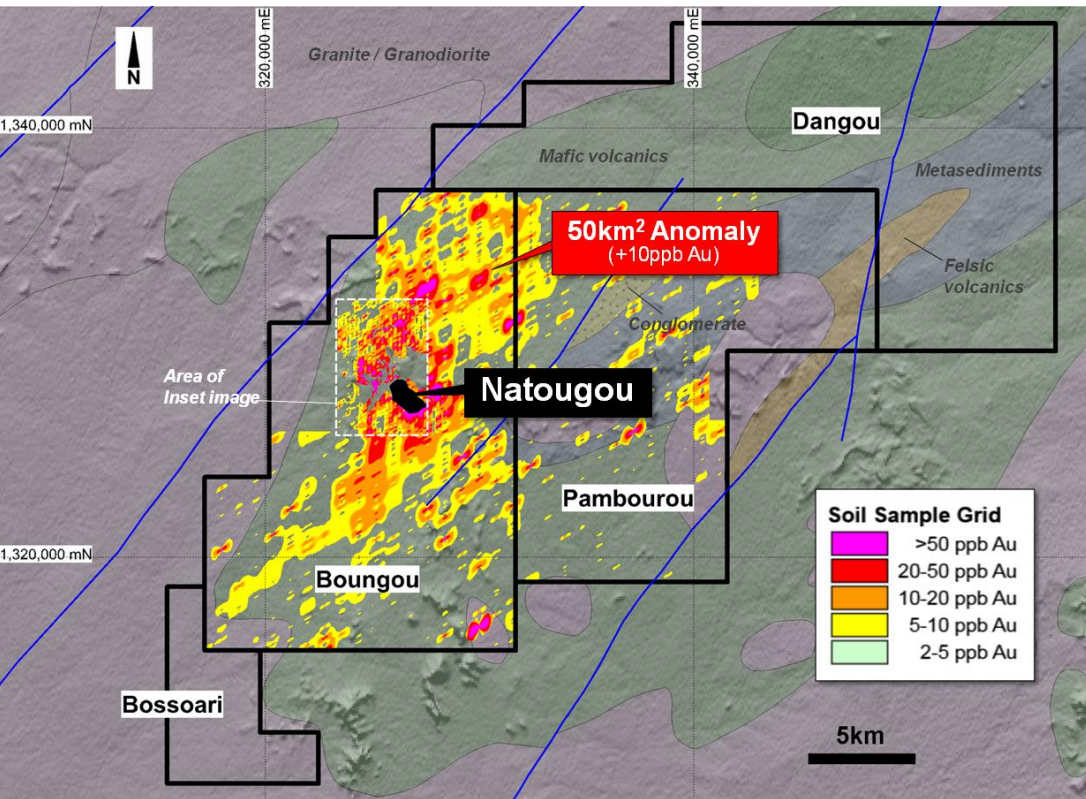 320,000 mE
340,000 mE
N
Granite / Granodiorite
1,340,000 mN
Dangou
Mafic volcanics
Metasediments
50km² Anomaly
(+10ppb Au)
Felsic
volcanics
Conglomerate
Area of
Inset image
Natougou
Pambourou
Soil Sample Grid
>50 ppb Au
20-50 ppb Au
10-20 ppb Au
5-10 ppb Au
2-5 ppb Au
1,320,000 mN
Boungou
Bossoari
5km